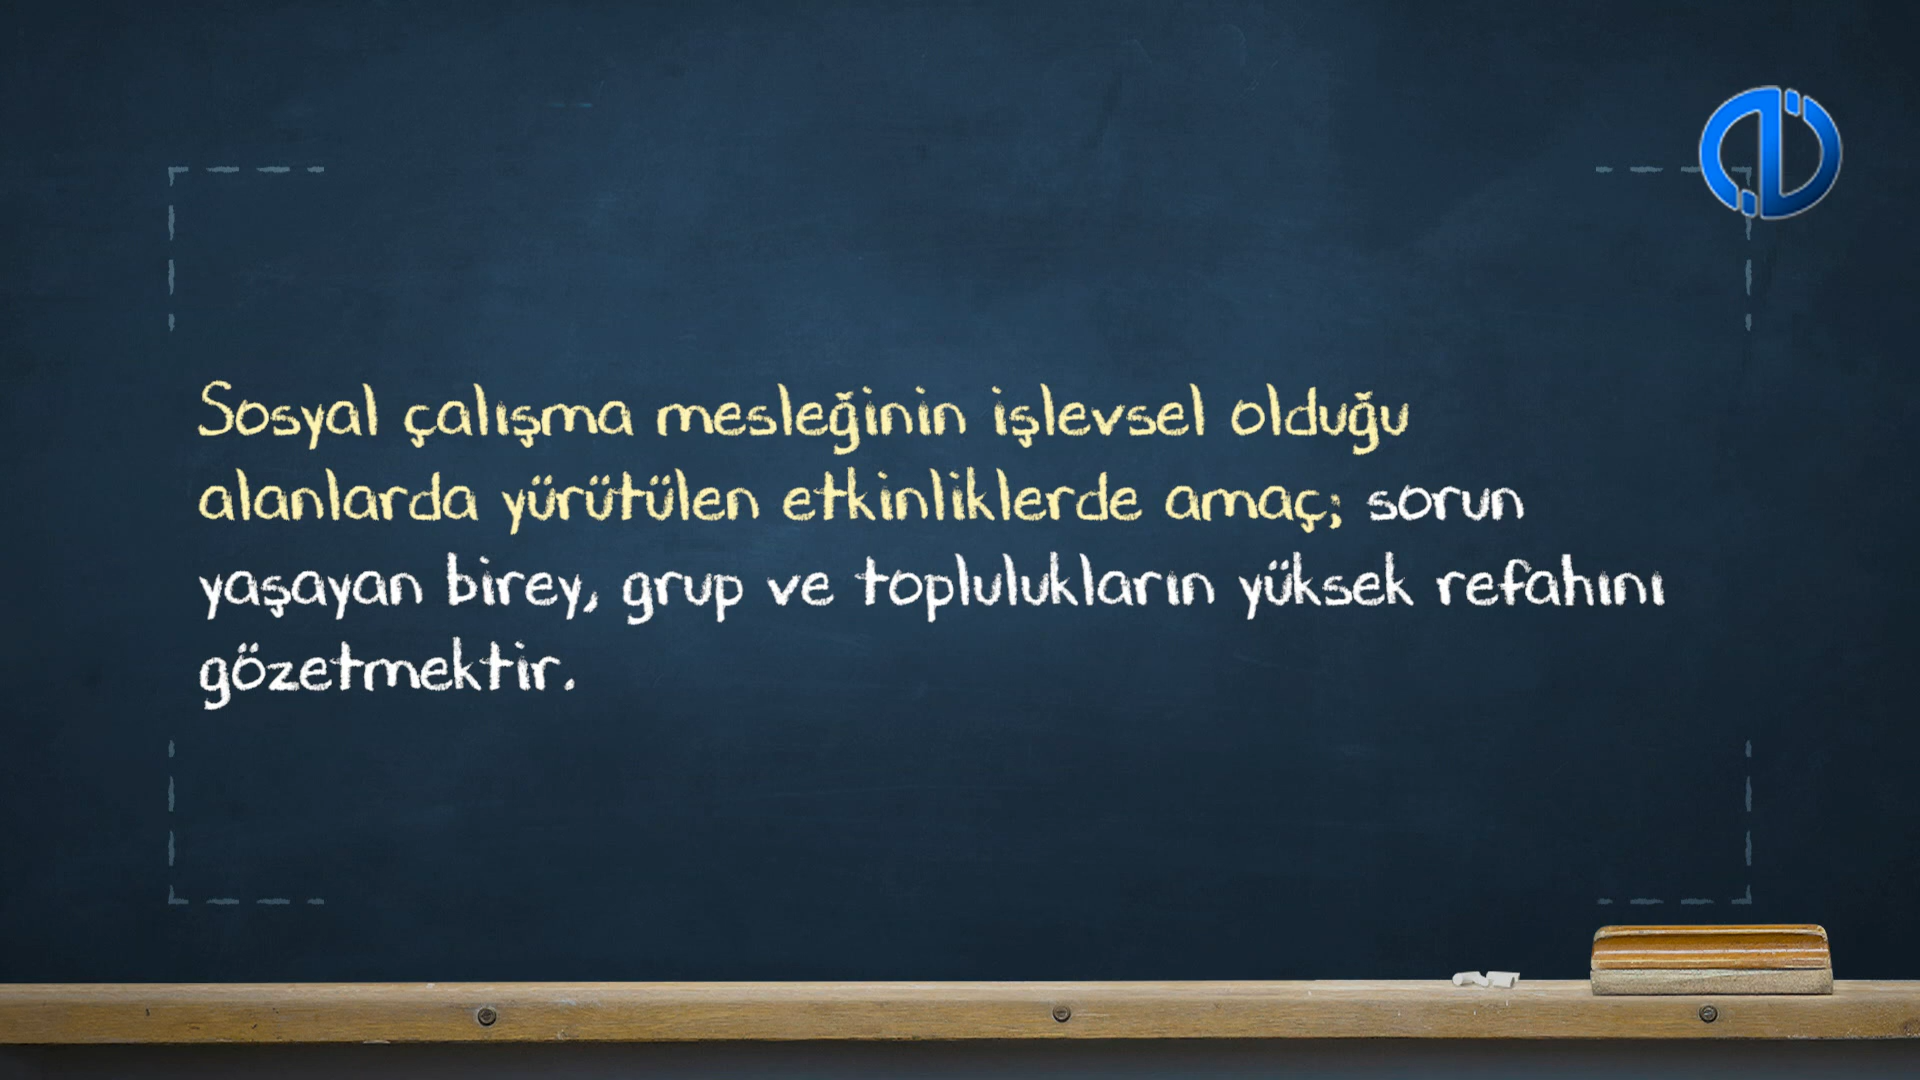 Sosyal çalışma mesleğinin işlevsel olduğu
alanlarda yürütülen etkinliklerde amaç; sorun
yaşayan birey, grup ve toplulukların yüksek refahını
gözetmektir.